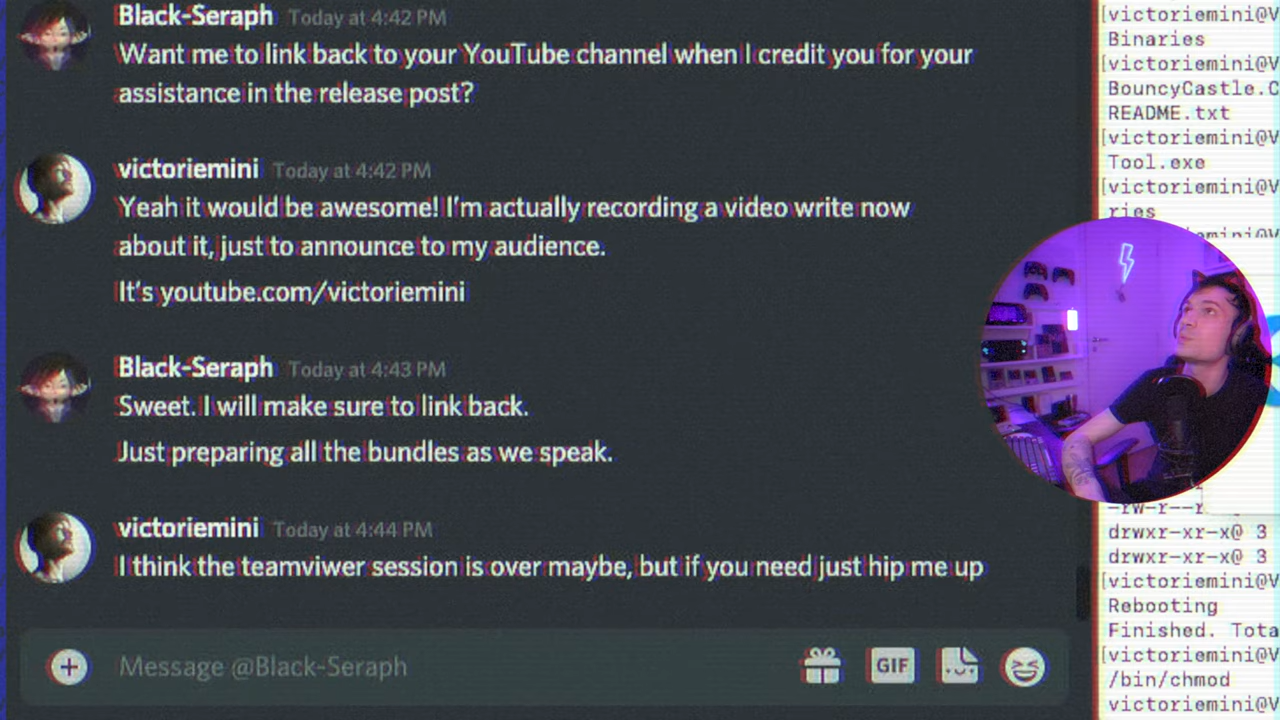 Black-Seraph Today at 4:42 PM
Want me to link back to your YouTube channel when I credit you for your
assistance in the release post?
victoriemini Today at 4:42 PM
Yeah it would be awesome! I'm actually recording a video write now
about it, just to announce to my audience.
It's youtube.com/victoriemini
Black-Seraph Today at 4:43 PM
Sweet. I will make sure to link back.
Just preparing all the bundles as we speak.
victoriemini Today at 4:44 PM
I think the teamviwer session is over maybe, but if you need just hip me up
Message @Black-Seraph
GIF
[victoriemini@V
Binaries
[victoriemini@V
BouncyCastle.C
README.txt
[victoriemini@V
Tool.exe
[victoriemini@V
ries
-rw-r--r
drwxr-xr-x@ 3
drwxr-xr-x@ 3
[victoriemini@V
Rebooting
Finished. Tota
[victoriemini@V
/bin/chmod
victoriemini@V